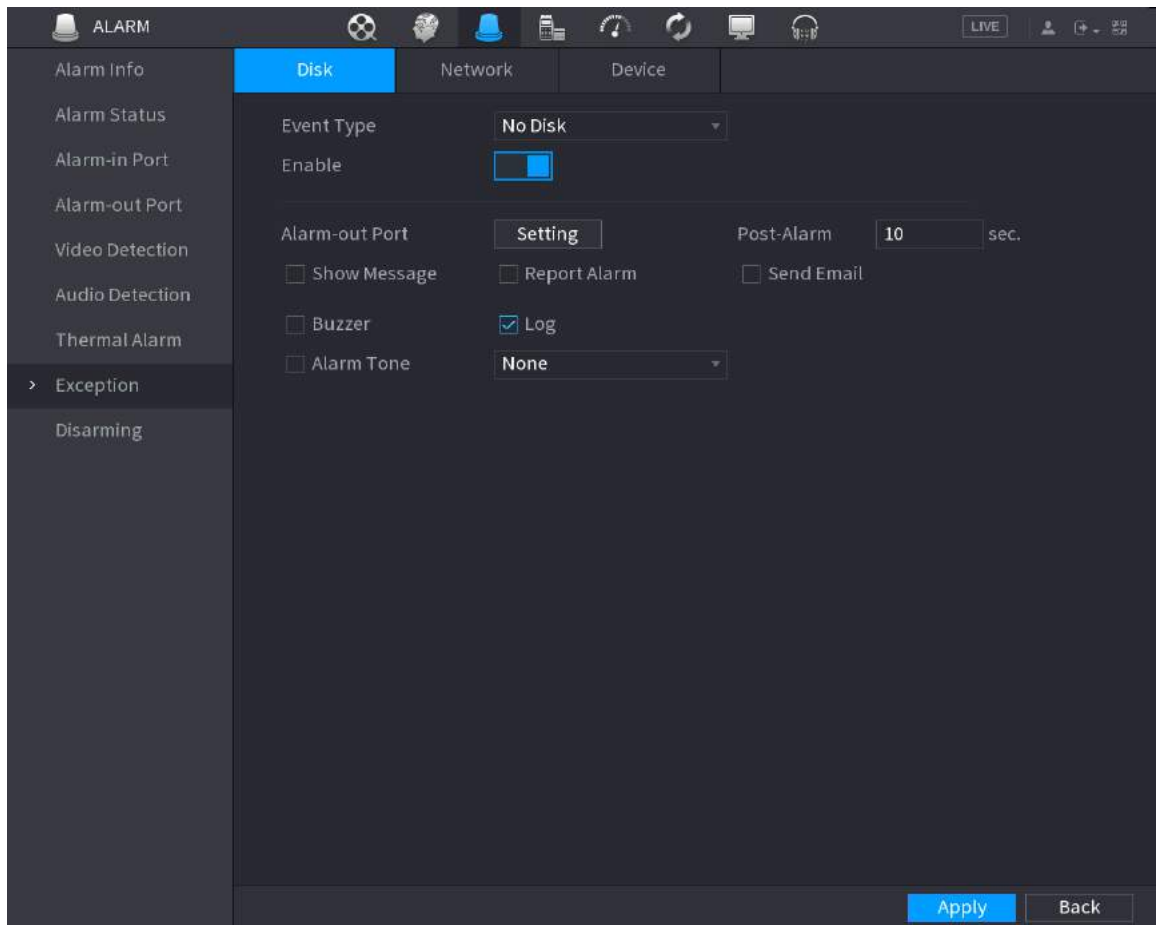 ALARM
LIVE
Alarm Info
Alarm Status
Alarm-in Port
Alarm-out Port
Video Detection
Audio Detection
Thermal Alarm
> Exception
Disarming
Disk Network Device
Event Type No Disk
Enable
Alarm-out Port Setting Post-Alarm 10 sec.
Show Message Report Alarm Send Email
Buzzer Log
Alarm Tone None
Apply Back